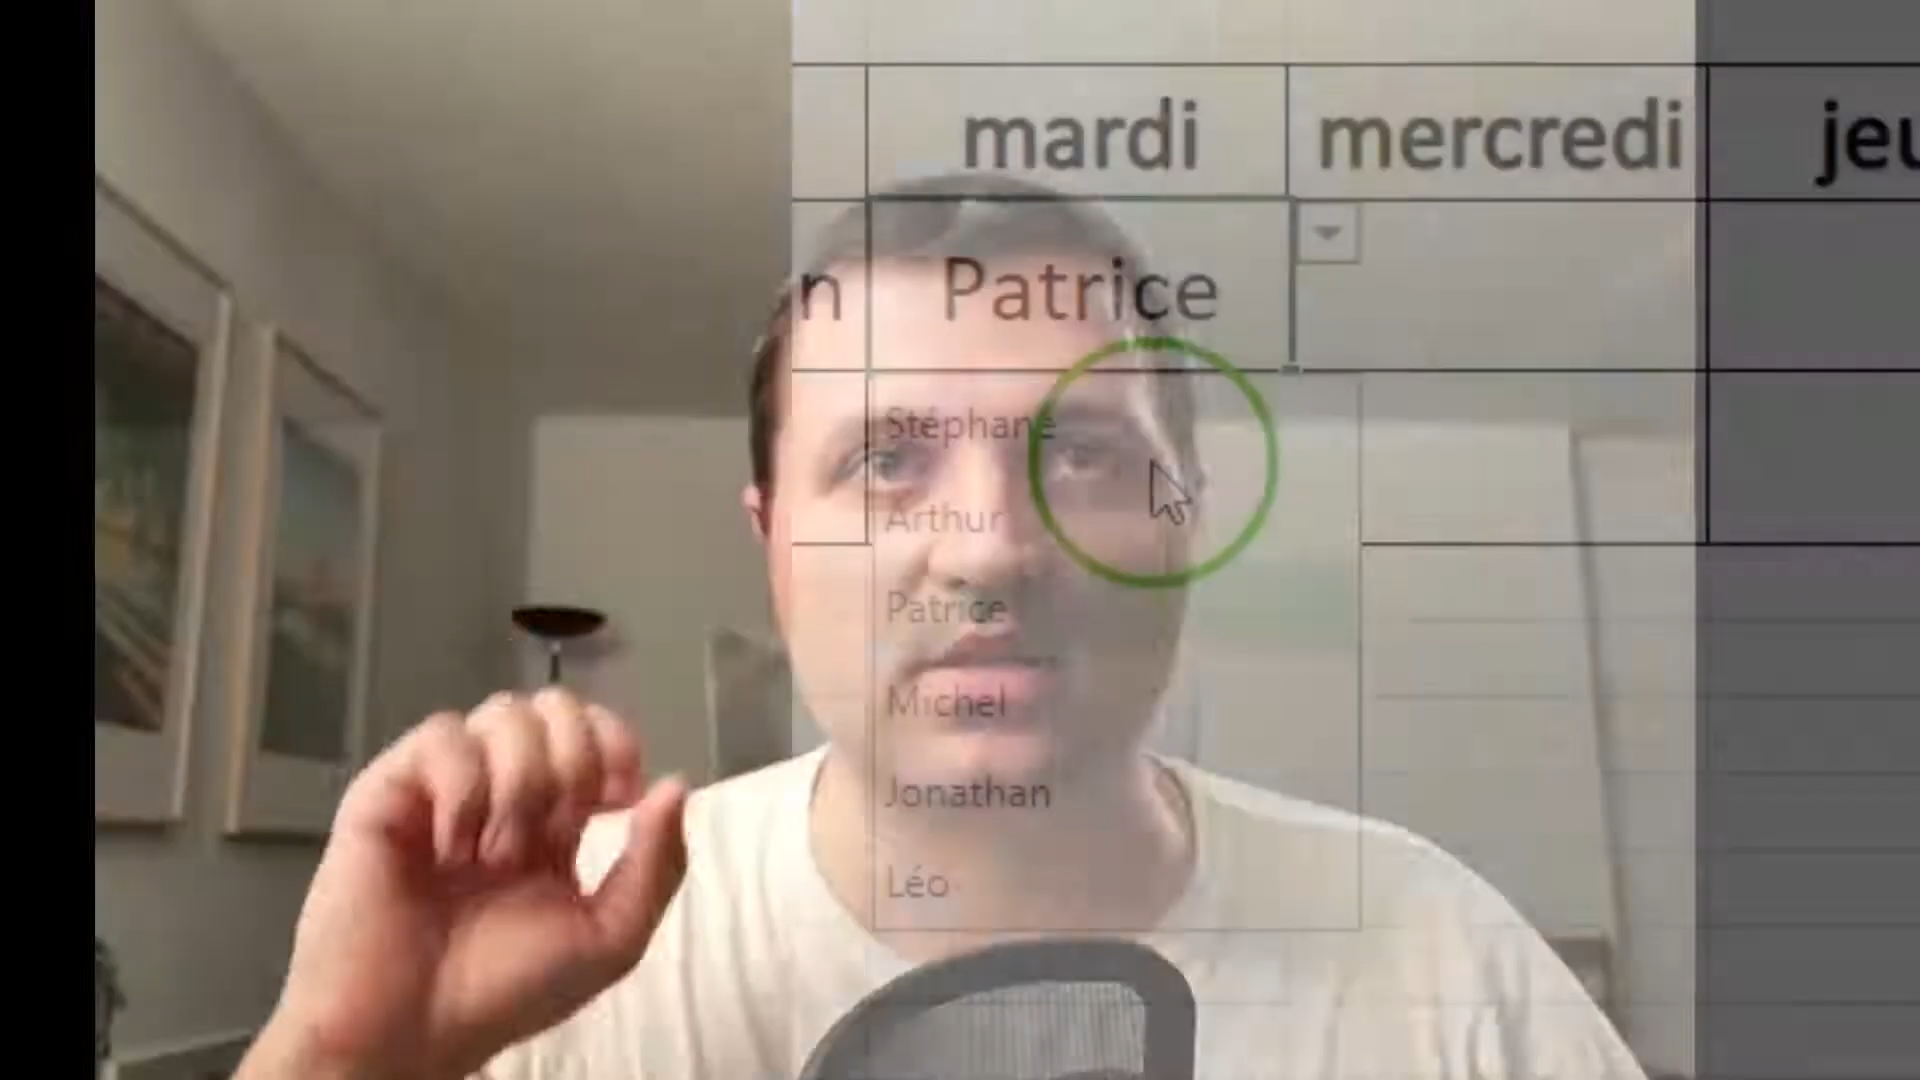 mardi mercredi jeu
n Patrice
Stéphane
Arthur
Patrice
Michel
Jonathan
Léo